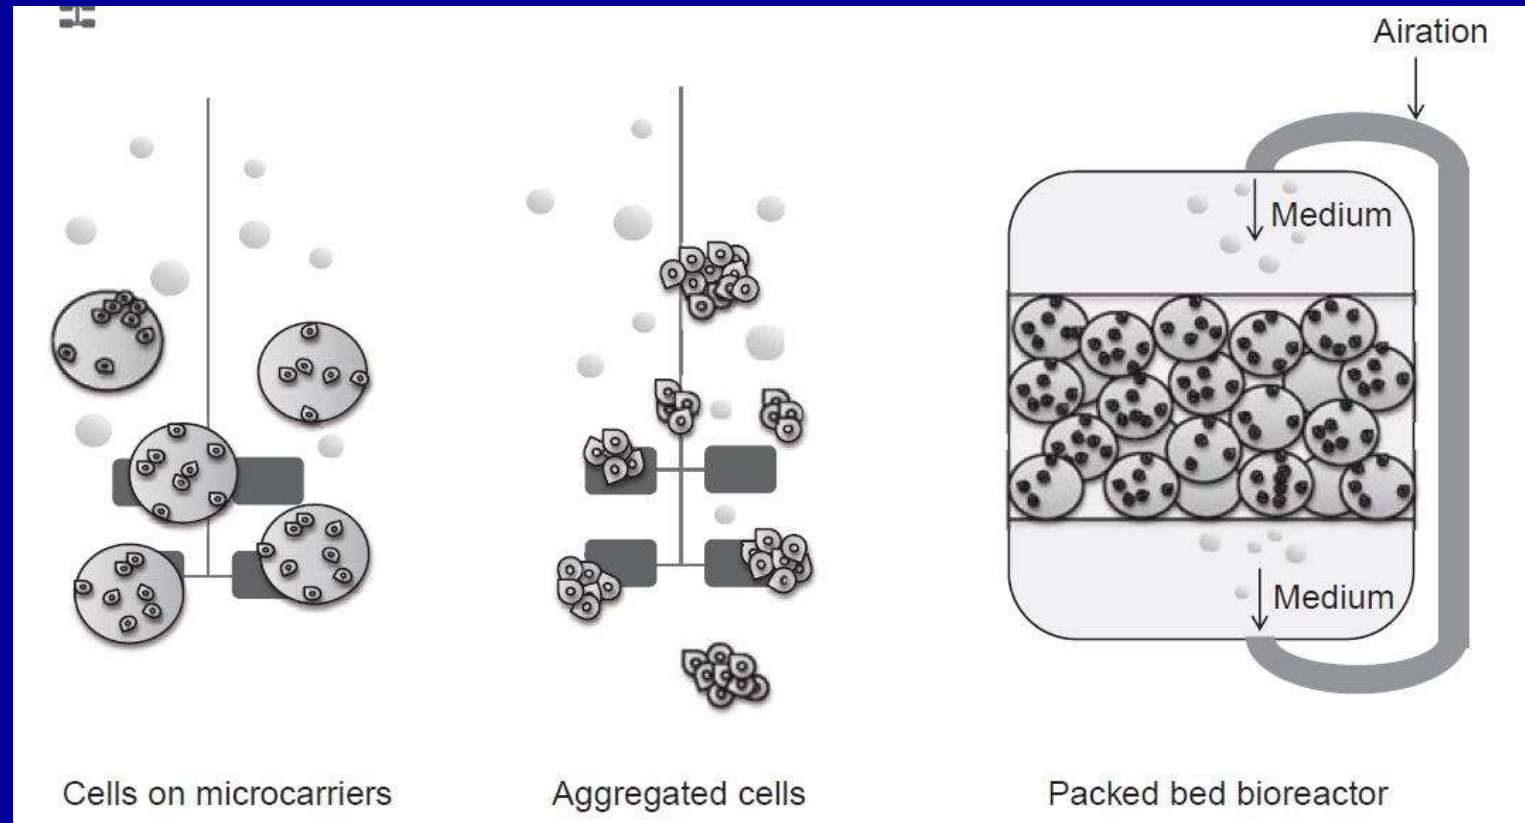 Airation
Medium
Medium
Cells on microcarriers
Aggregated cells
Packed bed bioreactor